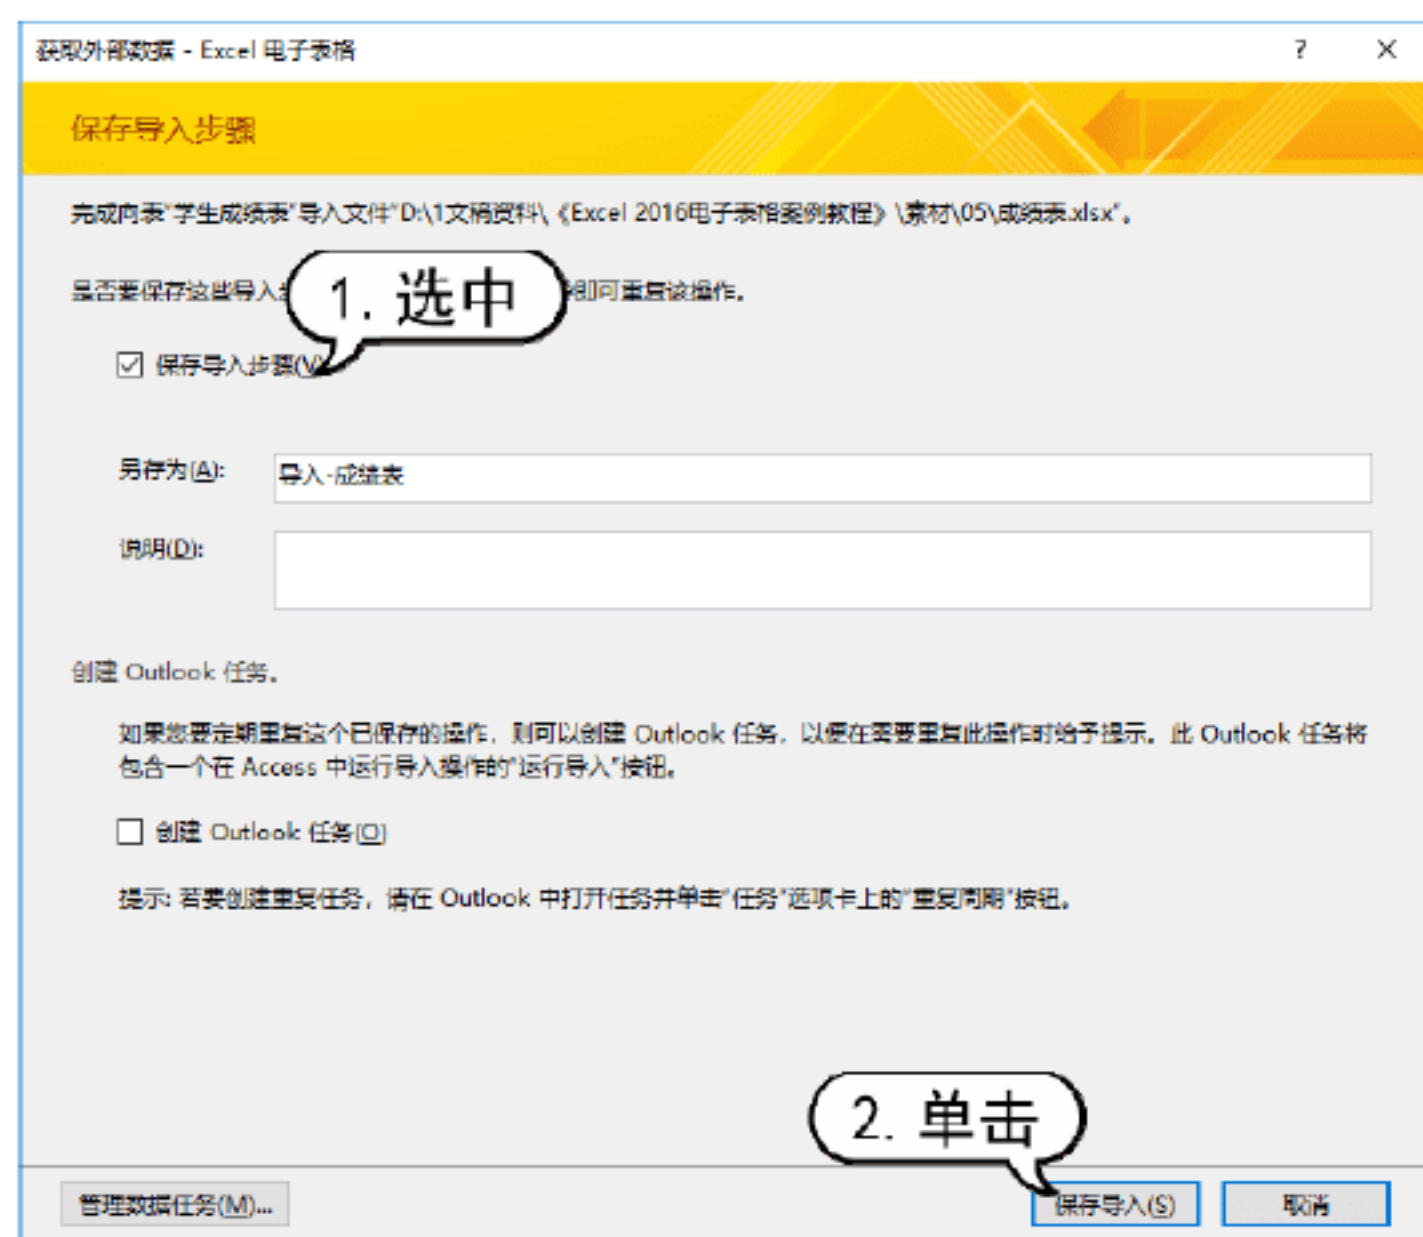 获取外部数据 - Excel 电子表格
保存导入步骤
完成向表"学生成绩表"导入文件"D:\1文稿资料\《Excel 2016电子表格案例教程》\素材\05\成绩表.xlsx"。
是否要保存这些导入 即可重复该操作。
1. 选中
保存导入步骤(V)
另存为(A): 导入-成绩表
说明(D):
创建 Outlook 任务。
如果您要定期重复这个已保存的操作，则可以创建 Outlook 任务，以便在需要重复此操作时给予提示。此 Outlook 任务将
包含一个在 Access 中运行导入操作的"运行导入"按钮。
创建 Outlook 任务(O)
提示: 若要创建重复任务，请在 Outlook 中打开任务并单击"任务"选项卡上的"重复周期"按钮。
2. 单击
管理数据任务(M)... 保存导入(S) 取消